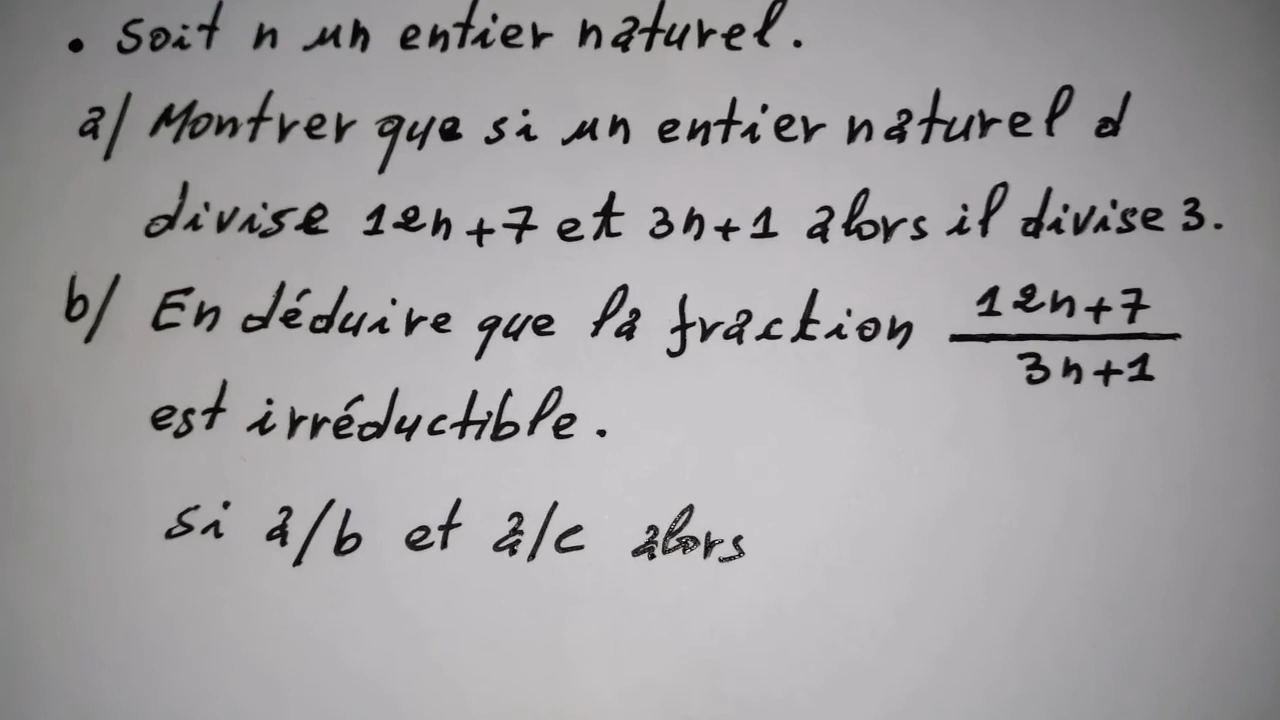 • Soit n un entier naturel.
a/ Montrer que si un entier naturel d
divise 12n+7 et 3n+1 alors il divise 3.
b/ En déduire que la fraction 12n+7/3n+1
est irréductible.
si a/b et a/c alors